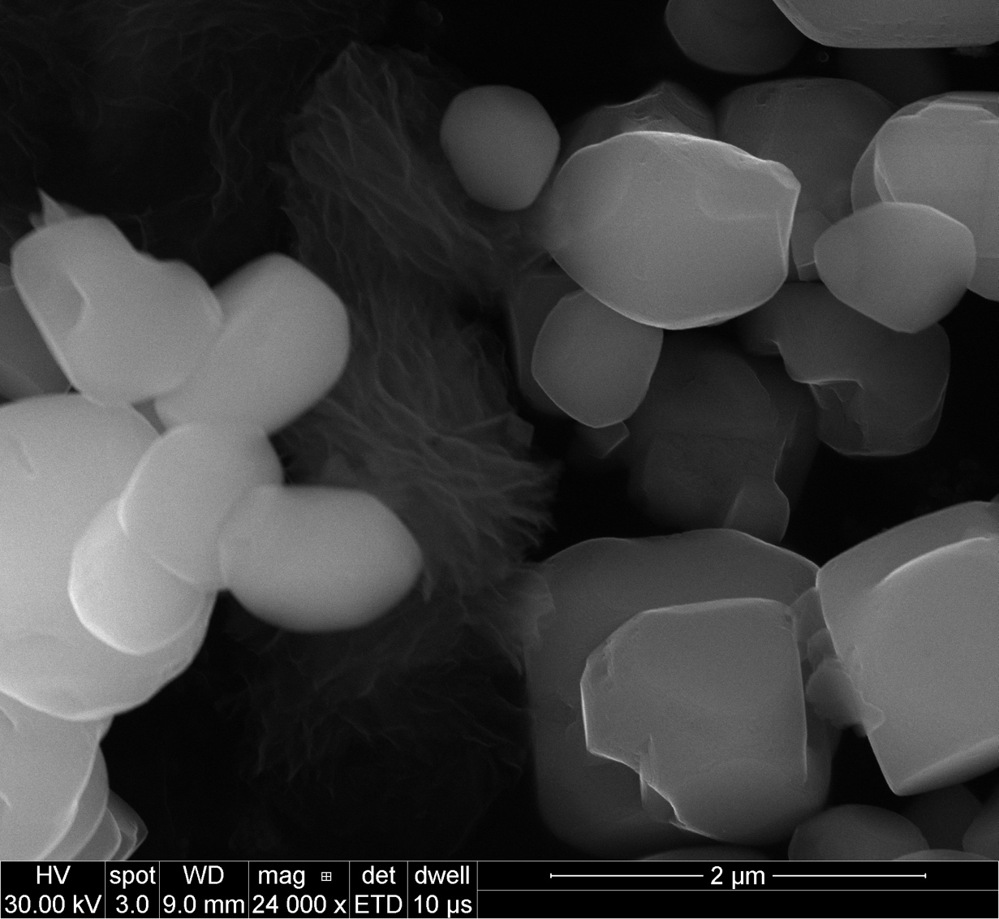 HV spot WD mag ⊞ det dwell
30.00 kV 3.0 9.0 mm 24 000 x ETD 10 µs
2 µm